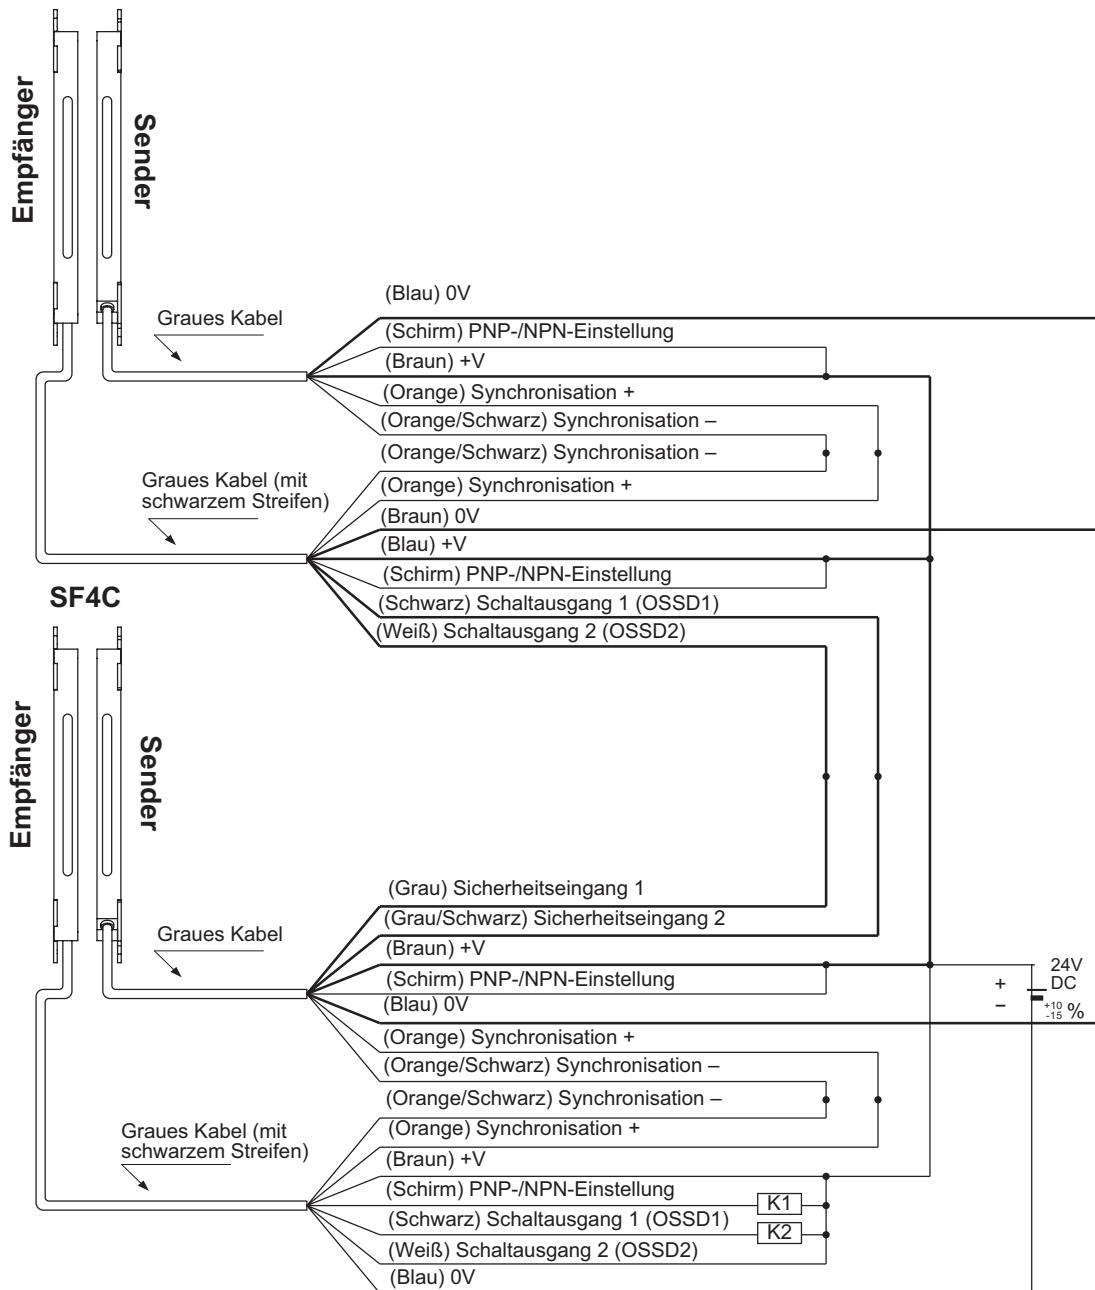 Empfänger
Sender
Graues Kabel
(Blau) 0V
(Schirm) PNP-/NPN-Einstellung
(Braun) +V
(Orange) Synchronisation +
(Orange/Schwarz) Synchronisation –
(Orange/Schwarz) Synchronisation –
Graues Kabel (mit
schwarzem Streifen)
(Orange) Synchronisation +
(Braun) 0V
(Blau) +V
(Schirm) PNP-/NPN-Einstellung
(Schwarz) Schaltausgang 1 (OSSD1)
(Weiß) Schaltausgang 2 (OSSD2)
SF4C
Empfänger
Sender
Graues Kabel
(Grau) Sicherheitseingang 1
(Grau/Schwarz) Sicherheitseingang 2
(Braun) +V
(Schirm) PNP-/NPN-Einstellung
(Blau) 0V
+
–
24V
DC
+10
-15 %
(Orange) Synchronisation +
(Orange/Schwarz) Synchronisation –
(Orange/Schwarz) Synchronisation –
Graues Kabel (mit
schwarzem Streifen)
(Orange) Synchronisation +
(Braun) +V
(Schirm) PNP-/NPN-Einstellung
K1
(Schwarz) Schaltausgang 1 (OSSD1)
K2
(Weiß) Schaltausgang 2 (OSSD2)
(Blau) 0V